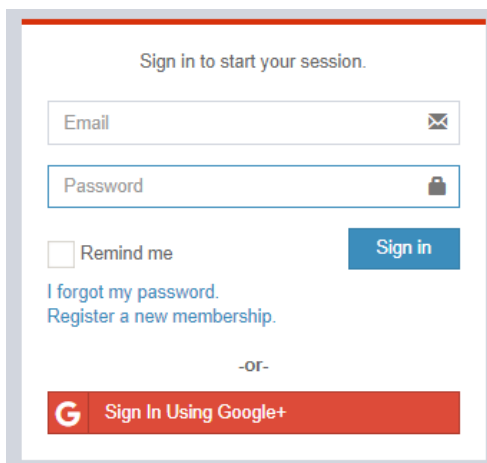 Sign in to start your session.
Email
Password
Remind me
Sign in
I forgot my password.
Register a new membership.
-or-
G Sign In Using Google+